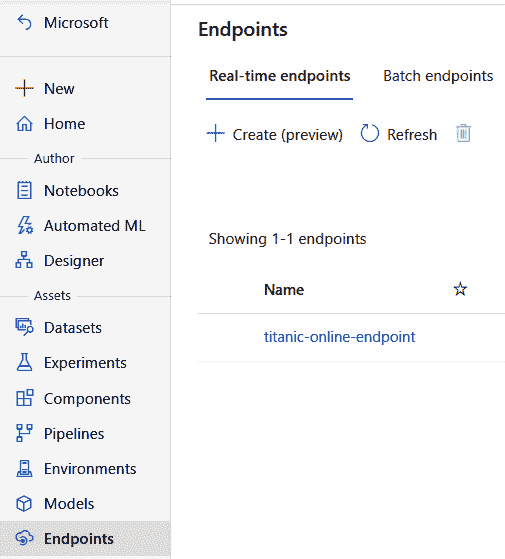 Microsoft
New
Home
Author
Notebooks
Automated ML
Designer
Assets
Datasets
Experiments
Components
Pipelines
Environments
Models
Endpoints
Endpoints
Real-time endpoints Batch endpoints
Create (preview) Refresh
Showing 1-1 endpoints
Name
titanic-online-endpoint